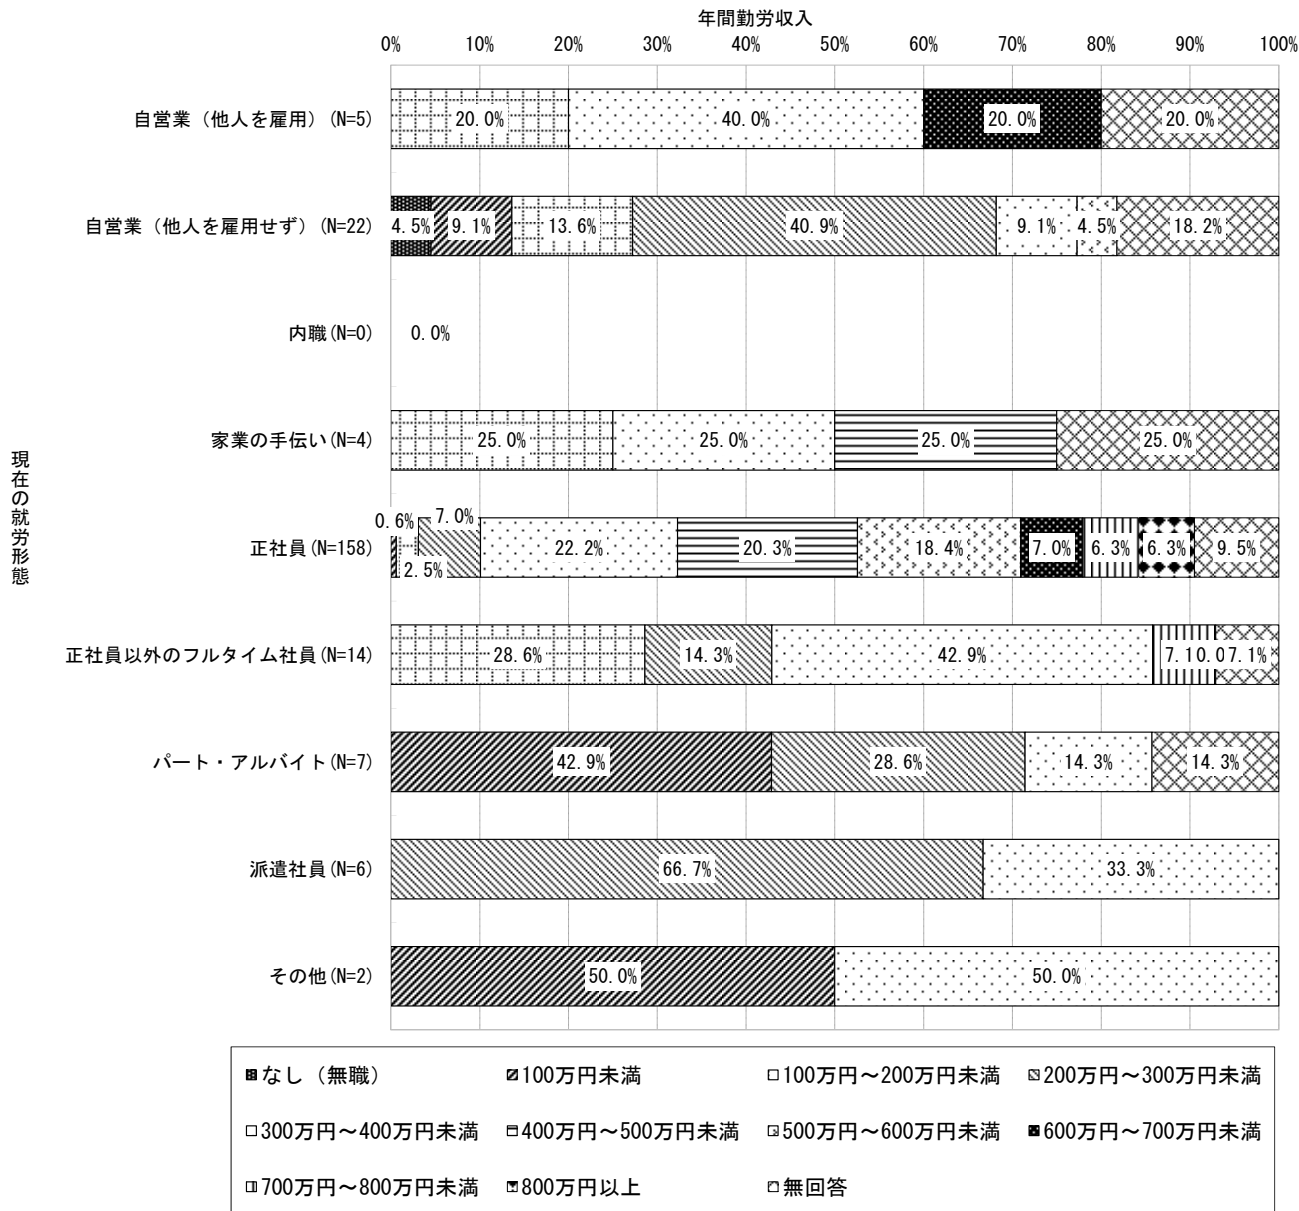 年間勤労収入
0% 10% 20% 30% 40% 50% 60% 70% 80% 90% 100%
現在の就労形態
自営業（他人を雇用）(N=5) 20.0% 40.0% 20.0% 20.0%
自営業（他人を雇用せず）(N=22) 4.5% 9.1% 13.6% 40.9% 9.1% 4.5% 18.2%
内職(N=0) 0.0%
家業の手伝い(N=4) 25.0% 25.0% 25.0% 25.0%
正社員(N=158) 0.6% 2.5% 7.0% 22.2% 20.3% 18.4% 7.0% 6.3% 6.3% 9.5%
正社員以外のフルタイム社員(N=14) 28.6% 14.3% 42.9% 7.1 0.0 7.1%
パート・アルバイト(N=7) 42.9% 28.6% 14.3% 14.3%
派遣社員(N=6) 66.7% 33.3%
その他(N=2) 50.0% 50.0%
なし（無職） 100万円未満 100万円～200万円未満 200万円～300万円未満
300万円～400万円未満 400万円～500万円未満 500万円～600万円未満 600万円～700万円未満
700万円～800万円未満 800万円以上 無回答